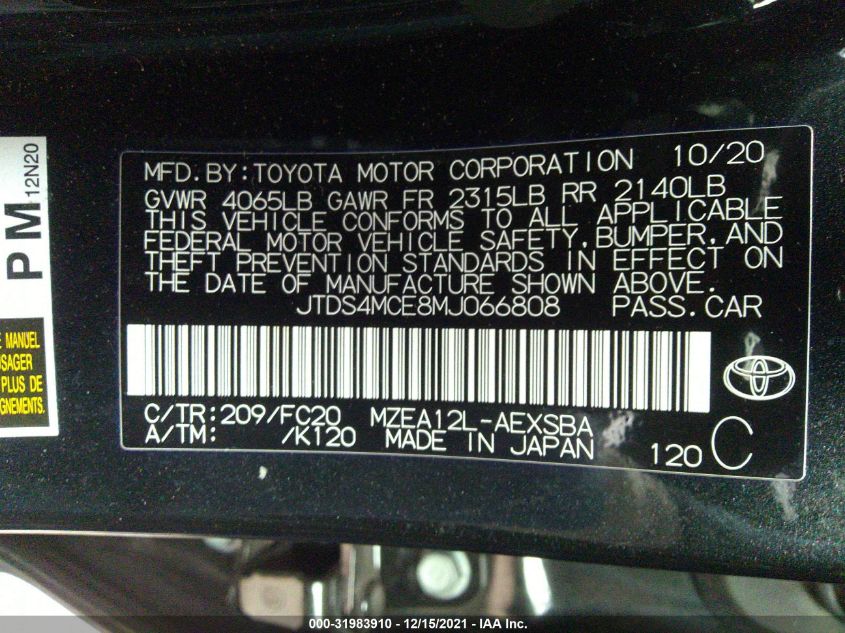 PM 12N20
MFD.BY:TOYOTA MOTOR CORPORATION 10/20
GVWR 4065LB GAWR FR 2315LB RR 2140LB
THIS VEHICLE CONFORMS TO ALL APPLICABLE
FEDERAL MOTOR VEHICLE SAFETY,BUMPER,AND
THEFT PREVENTION STANDARDS IN EFFECT ON
THE DATE OF MANUFACTURE SHOWN ABOVE.
JTDS4MCE8MJ066808 PASS.CAR
MANUEL
PLUS DE
C/TR:209/FC20 MZEA12L-AEXSBA
A/TM: /K120 MADE IN JAPAN 120 C
000-31983910 - 12/15/2021 - IAA Inc.